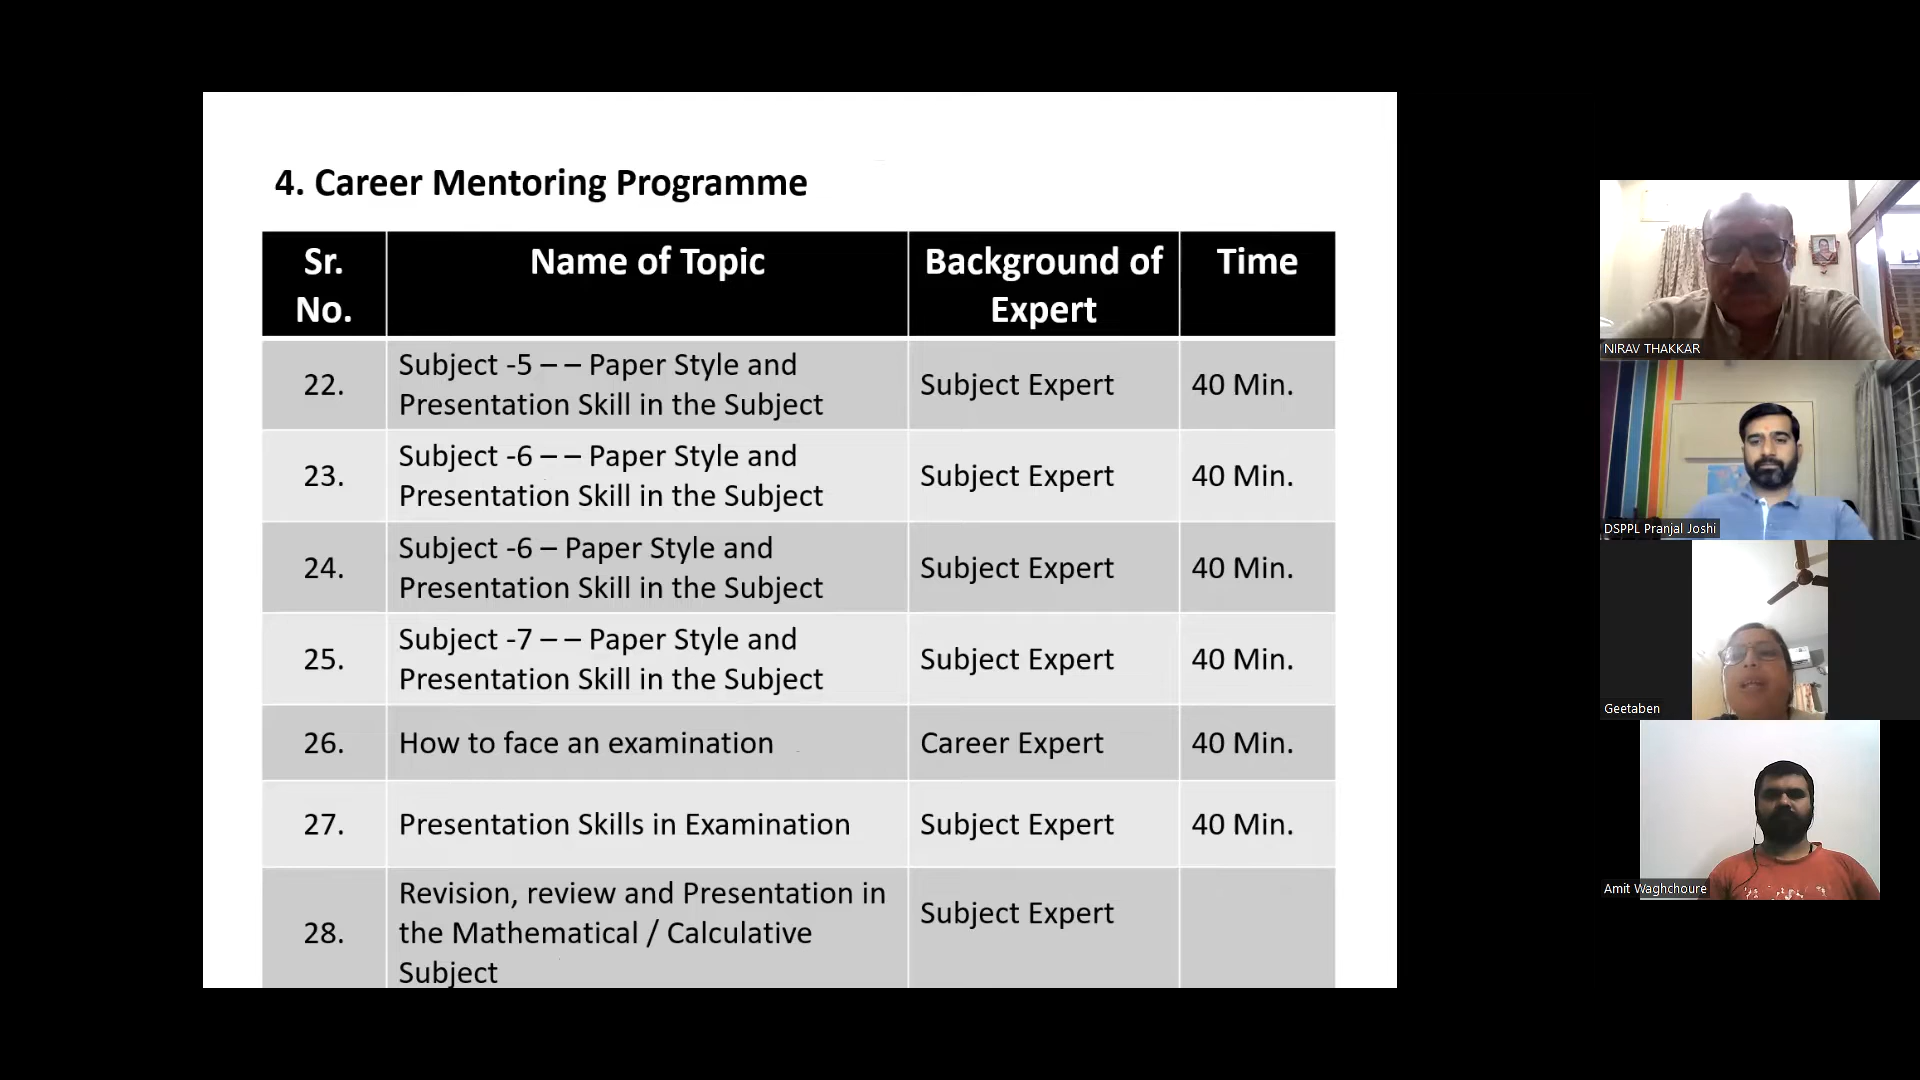 4. Career Mentoring Programme
Sr. No. Name of Topic Background of Expert Time
22. Subject -5 – – Paper Style and Presentation Skill in the Subject Subject Expert 40 Min.
23. Subject -6 – – Paper Style and Presentation Skill in the Subject Subject Expert 40 Min.
24. Subject -6 – Paper Style and Presentation Skill in the Subject Subject Expert 40 Min.
25. Subject -7 – – Paper Style and Presentation Skill in the Subject Subject Expert 40 Min.
26. How to face an examination Career Expert 40 Min.
27. Presentation Skills in Examination Subject Expert 40 Min.
28. Revision, review and Presentation in the Mathematical / Calculative Subject Subject Expert
NIRAV THAKKAR
DSPPL Pranjal Joshi
Geetaben
Amit Waghchoure